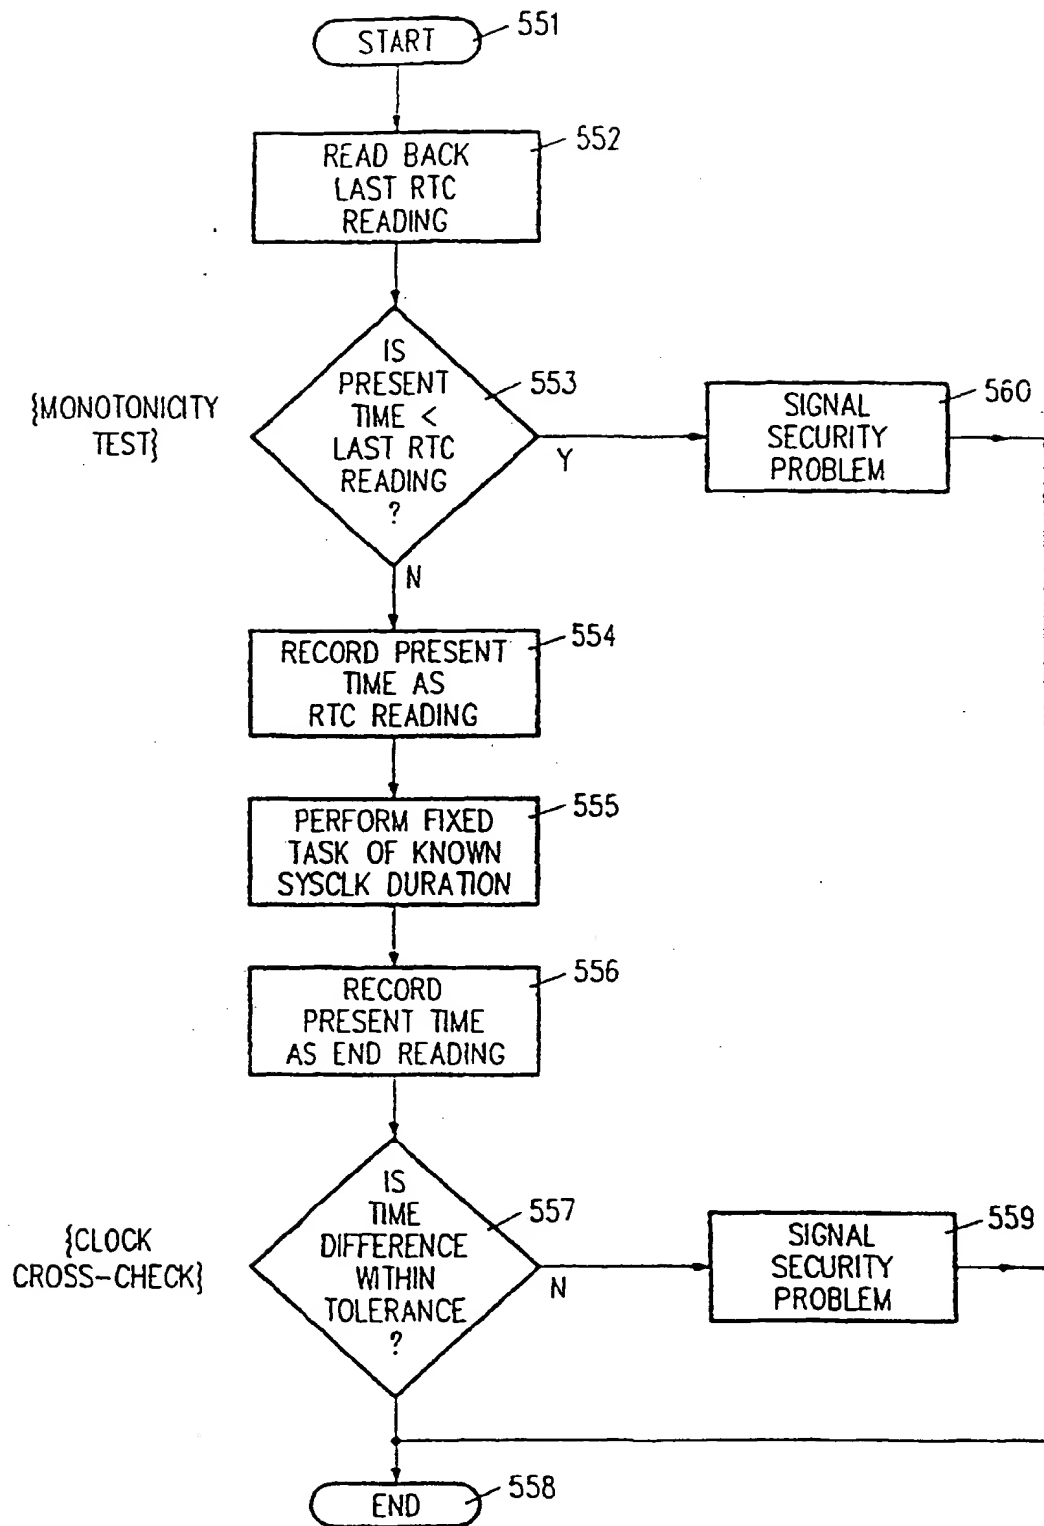 START
551
READ BACK
LAST RTC
READING
552
{MONOTONICITY
TEST}
IS
PRESENT
TIME <
LAST RTC
READING
?
553
Y
SIGNAL
SECURITY
PROBLEM
560
N
RECORD PRESENT
TIME AS
RTC READING
554
PERFORM FIXED
TASK OF KNOWN
SYSCLK DURATION
555
RECORD
PRESENT TIME
AS END READING
556
{CLOCK
CROSS-CHECK}
IS
TIME
DIFFERENCE
WITHIN
TOLERANCE
?
557
N
SIGNAL
SECURITY
PROBLEM
559
END
558